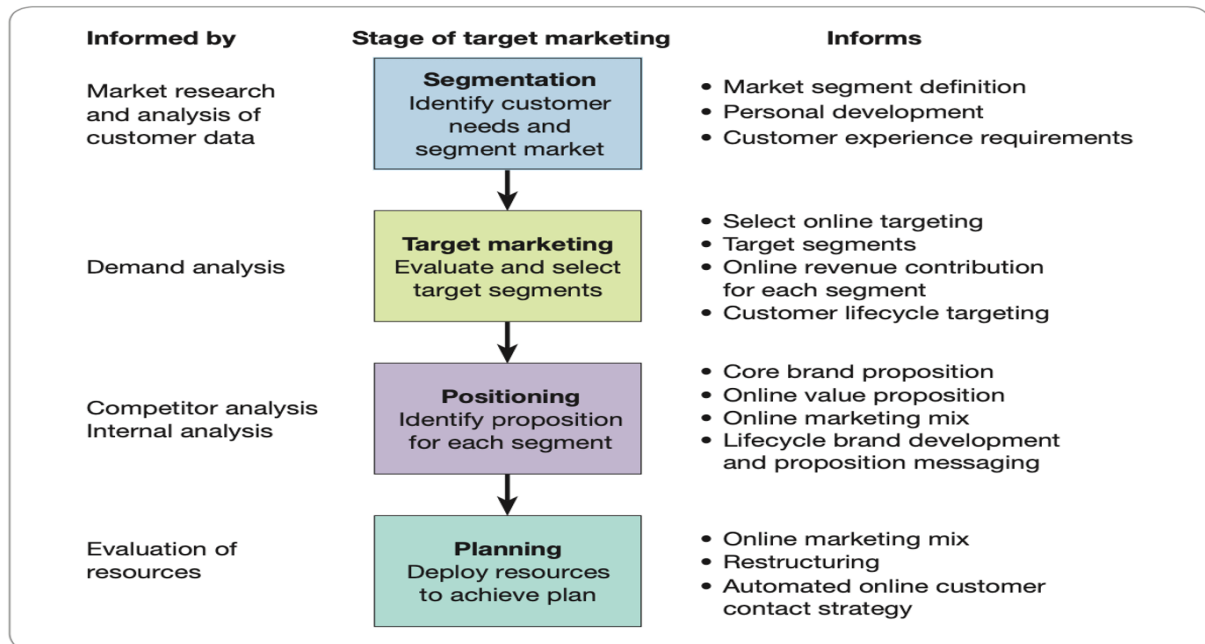 Informed by
Stage of target marketing
Informs
Market research
and analysis of
customer data
Segmentation
Identify customer
needs and
segment market
• Market segment definition
• Personal development
• Customer experience requirements
Demand analysis
Target marketing
Evaluate and select
target segments
• Select online targeting
• Target segments
• Online revenue contribution
for each segment
• Customer lifecycle targeting
Competitor analysis
Internal analysis
Positioning
Identify proposition
for each segment
• Core brand proposition
• Online value proposition
• Online marketing mix
• Lifecycle brand development
and proposition messaging
Evaluation of
resources
Planning
Deploy resources
to achieve plan
• Online marketing mix
• Restructuring
• Automated online customer
contact strategy